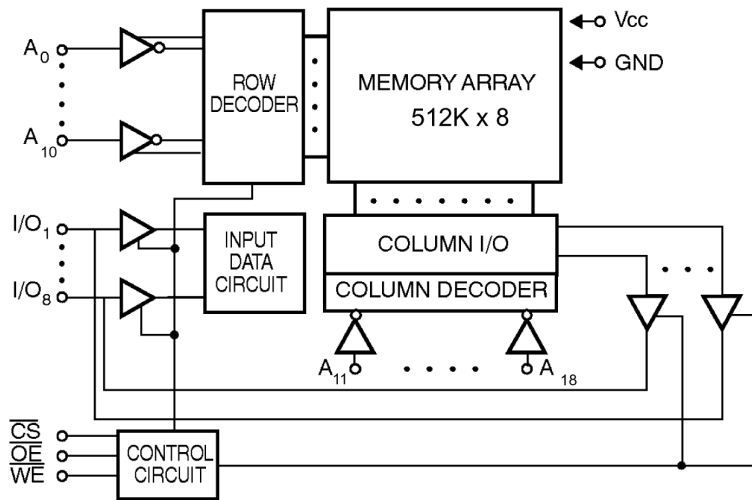 A0
A10
ROW
DECODER
MEMORY ARRAY
512K x 8
Vcc
GND
I/O1
I/O8
INPUT
DATA
CIRCUIT
COLUMN I/O
COLUMN DECODER
A11
A18
CS
OE
WE
CONTROL
CIRCUIT